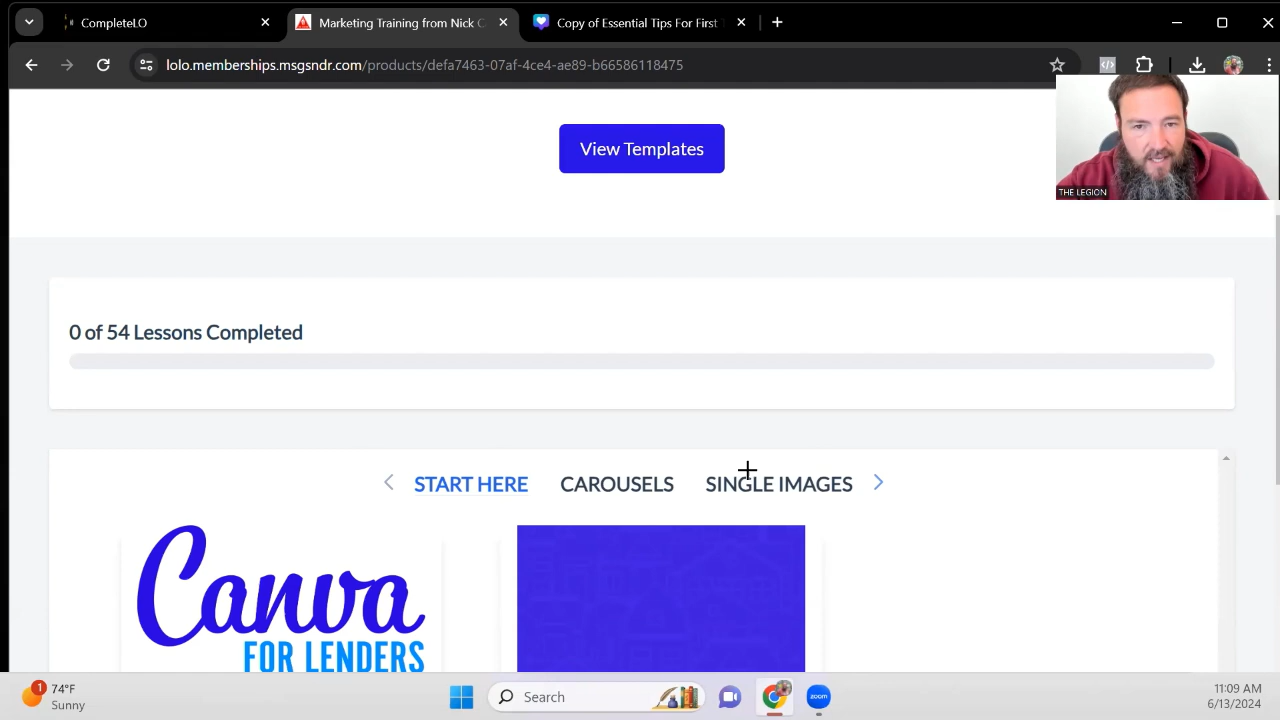 CompleteLO
Marketing Training from Nick C
Copy of Essential Tips For First
lolo.memberships.msgsndr.com/products/defa7463-07af-4ce4-ae89-b66586118475
View Templates
THE LEGION
0 of 54 Lessons Completed
START HERE
CAROUSELS
SINGLE IMAGES
Canva
FOR LENDERS
1
74°F
Sunny
Search
zoom
11:09 AM
6/13/2024